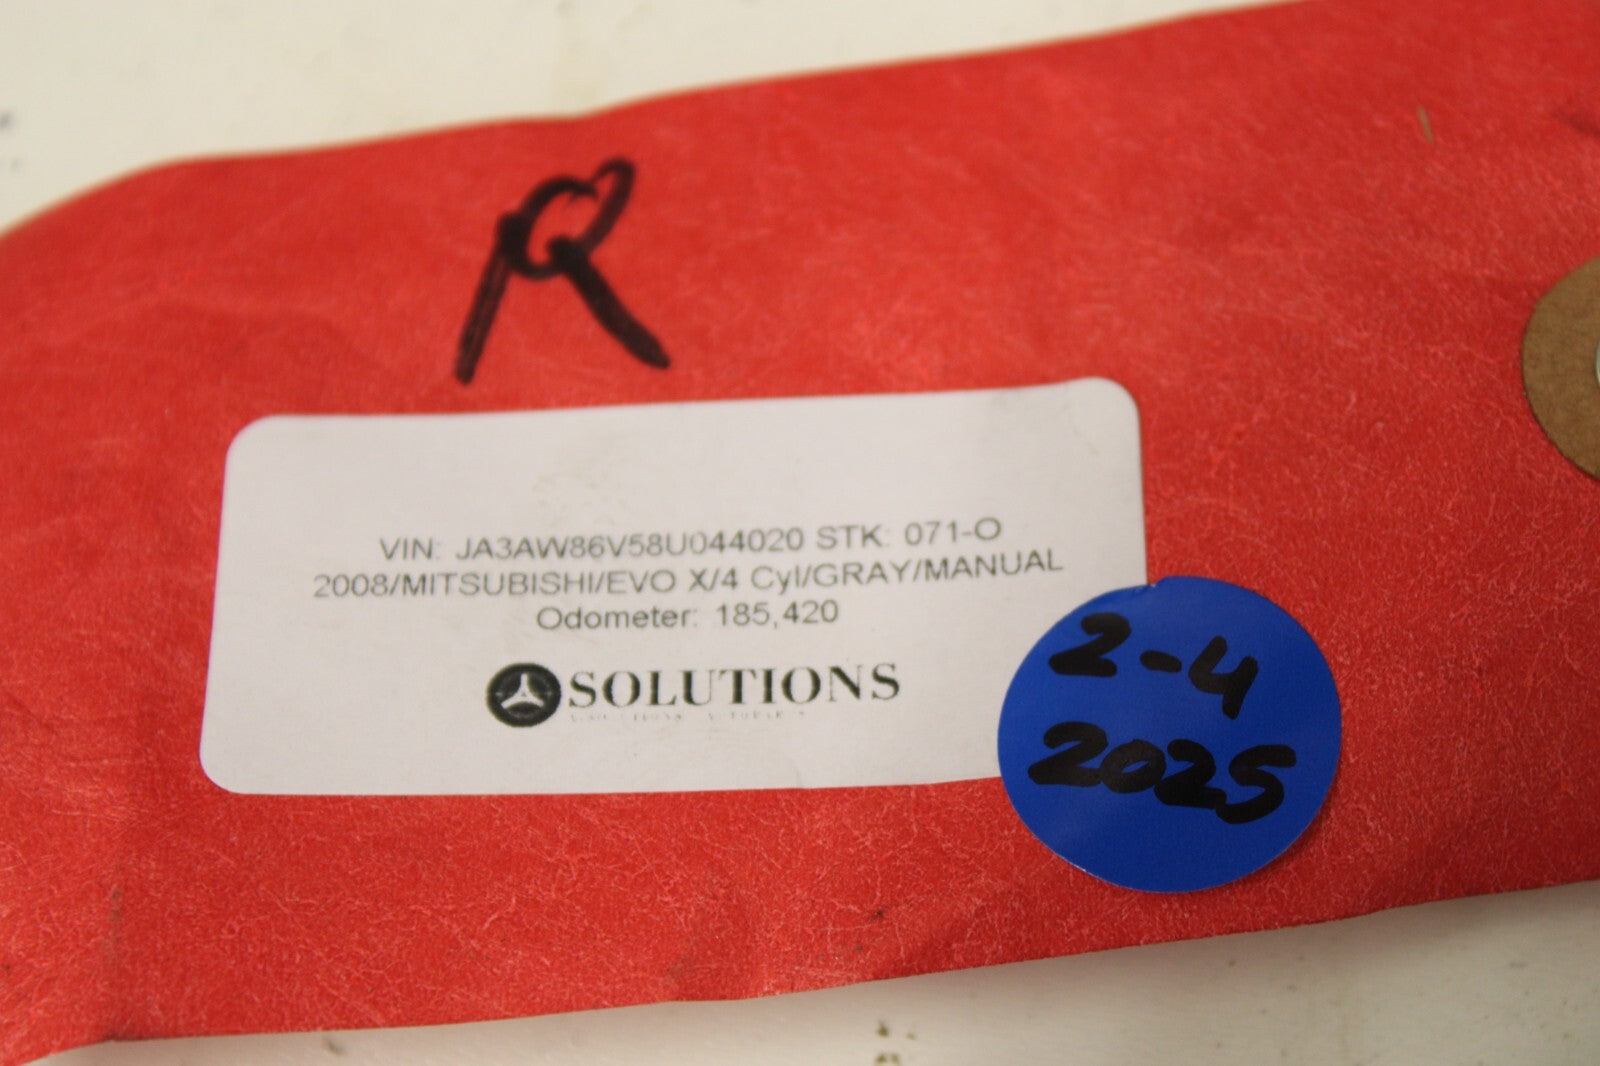 R
VIN: JA3AW86V58U044020 STK: 071-O
2008/MITSUBISHI/EVO X/4 Cyl/GRAY/MANUAL
Odometer: 185,420
SOLUTIONS
2-4
2025